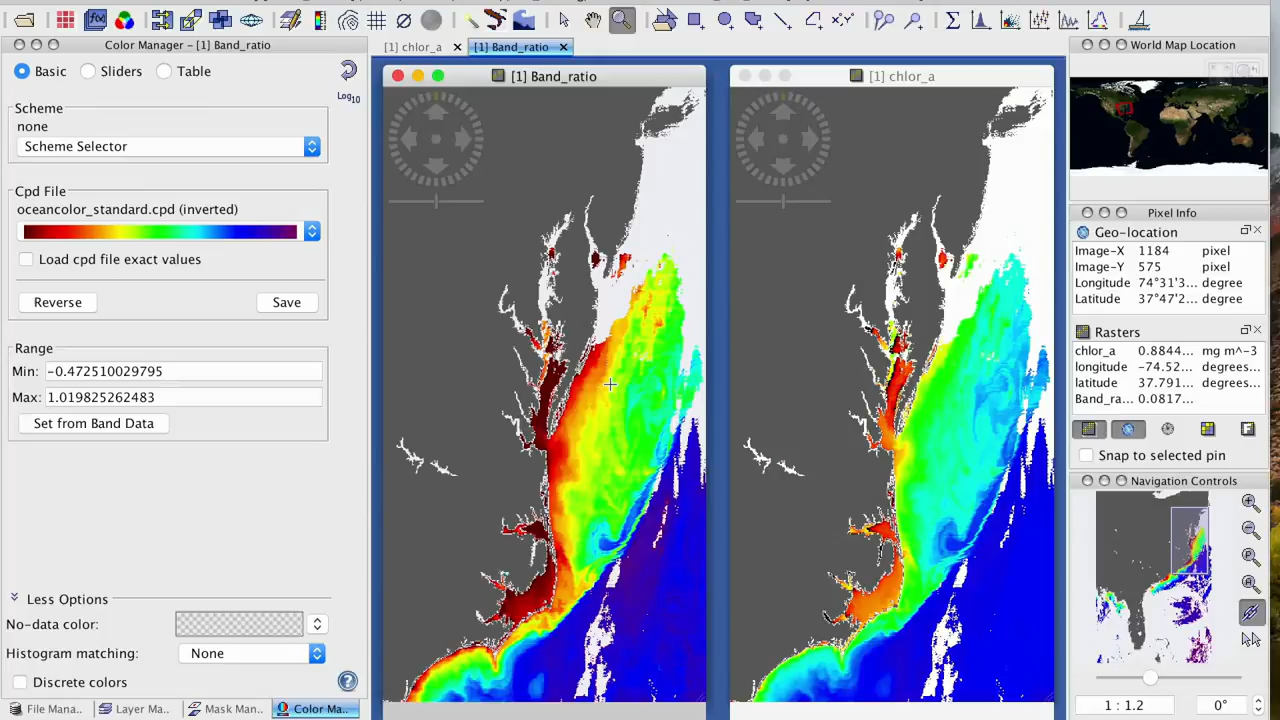 Color Manager - [1] Band_ratio
Basic
Sliders
Table
Log10
Scheme
none
Scheme Selector
Cpd File
oceancolor_standard.cpd (inverted)
Load cpd file exact values
Reverse
Save
Range
Min: -0.472510029795
Max: 1.019825262483
Set from Band Data
Less Options
No-data color:
Histogram matching: None
Discrete colors
File Mana...
Layer Ma...
Mask Man...
Color Ma...
[1] chlor_a
[1] Band_ratio
[1] Band_ratio
[1] chlor_a
World Map Location
Pixel Info
Geo-location
Image-X 1184 pixel
Image-Y 575 pixel
Longitude 74°31'3... degree
Latitude 37°47'2... degree
Rasters
chlor_a 0.8844... mg m^-3
longitude -74.52... degrees...
latitude 37.791... degrees...
Band_ra... 0.0817...
Snap to selected pin
Navigation Controls
1 : 1.2
0°